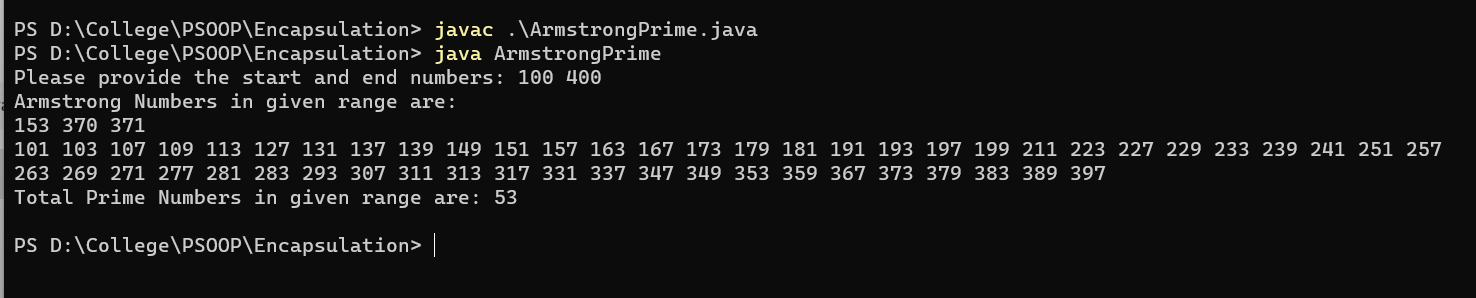 PS D:\College\PSOOP\Encapsulation> javac .\ArmstrongPrime.java
PS D:\College\PSOOP\Encapsulation> java ArmstrongPrime
Please provide the start and end numbers: 100 400
Armstrong Numbers in given range are:
153 370 371
101 103 107 109 113 127 131 137 139 149 151 157 163 167 173 179 181 191 193 197 199 211 223 227 229 233 239 241 251 257
263 269 271 277 281 283 293 307 311 313 317 331 337 347 349 353 359 367 373 379 383 389 397
Total Prime Numbers in given range are: 53
PS D:\College\PSOOP\Encapsulation>